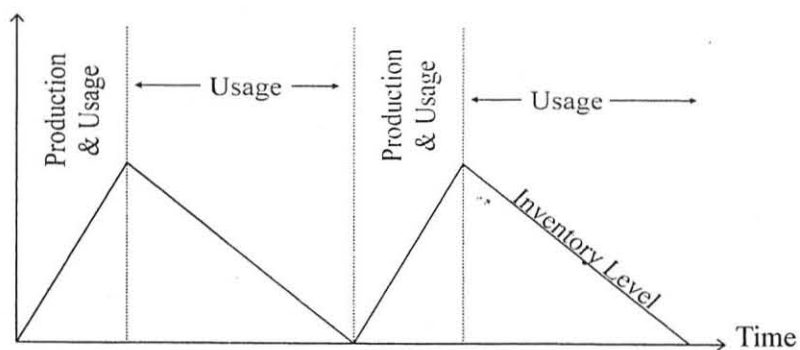 Production
& Usage
Usage
Production
& Usage
Usage
Inventory Level
Time